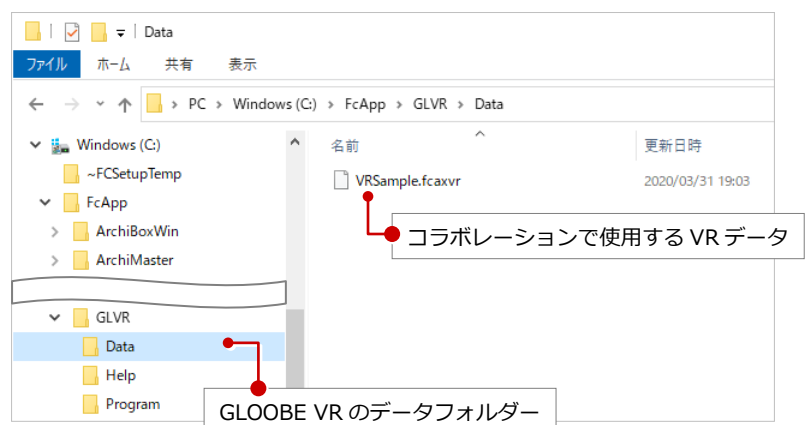 Data
ファイル ホーム 共有 表示
PC > Windows (C:) > FcApp > GLVR > Data
Windows (C:)
~FCSetupTemp
FcApp
ArchiBoxWin
ArchiMaster
GLVR
Data
Help
Program
名前 更新日時
VRSample.fcaxvr 2020/03/31 19:03
コラボレーションで使用する VR データ
GLOOBE VR のデータフォルダー